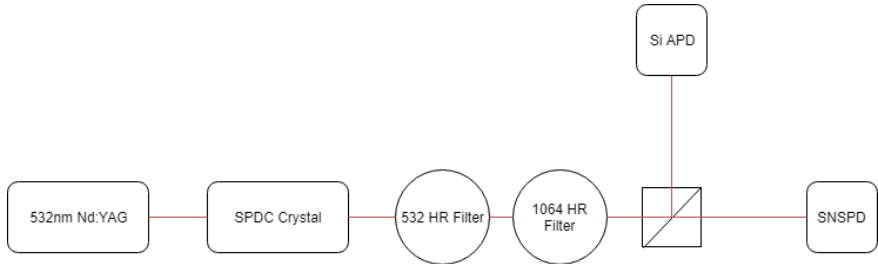 Si APD
532nm Nd:YAG
SPDC Crystal
532 HR Filter
1064 HR
Filter
SNSPD